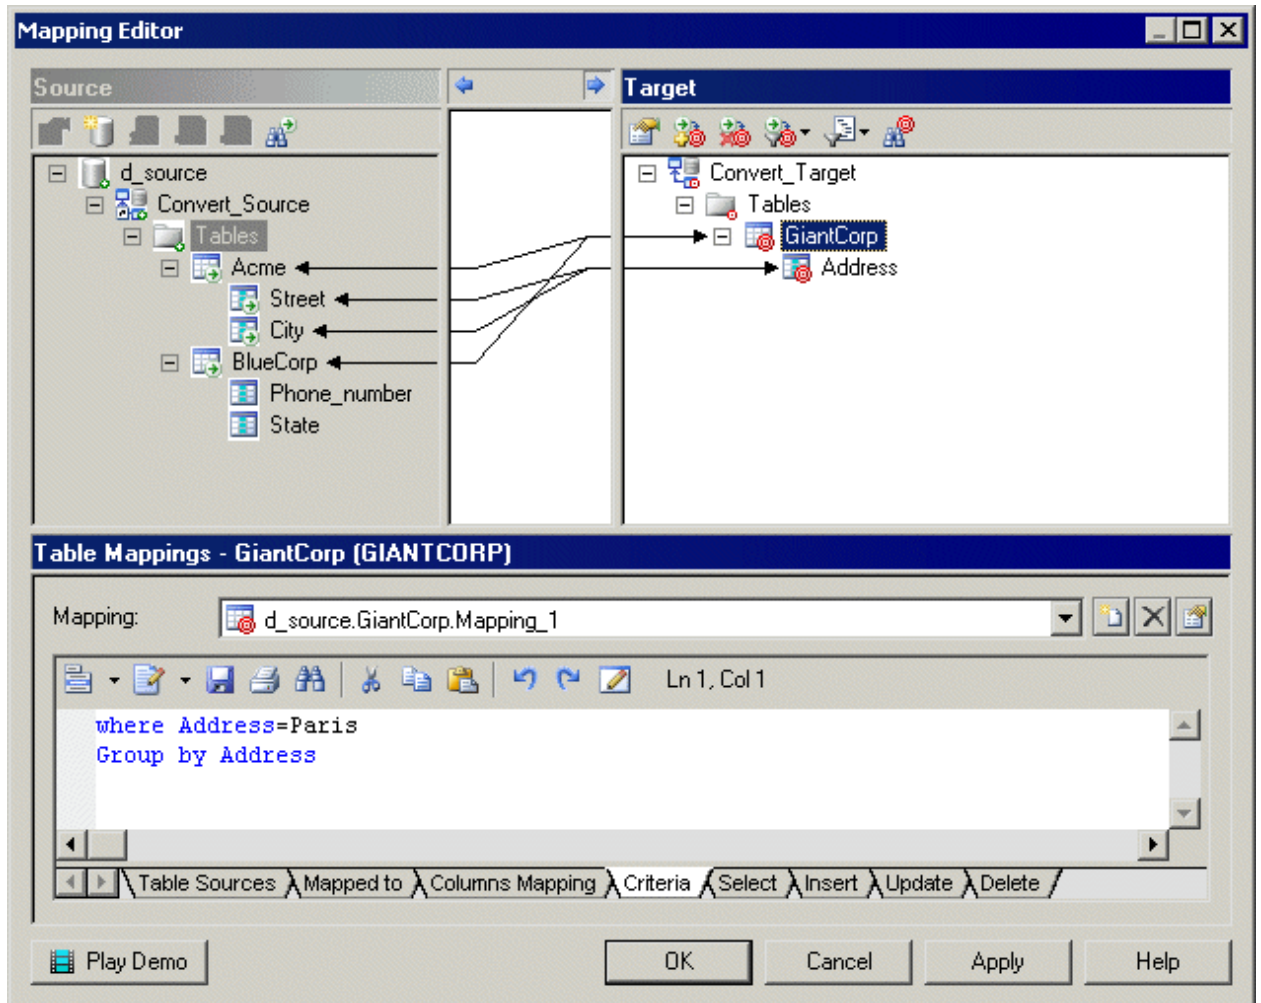 Mapping Editor
Source
Target
d_source
Convert_Source
Tables
Acme
Street
City
BlueCorp
Phone_number
State
Convert_Target
Tables
GiantCorp
Address
Table Mappings - GiantCorp (GIANTCORP)
Mapping:
d_source.GiantCorp.Mapping_1
Ln 1, Col 1
where Address=Paris
Group by Address
Table Sources Mapped to Columns Mapping Criteria Select Insert Update Delete
Play Demo OK Cancel Apply Help